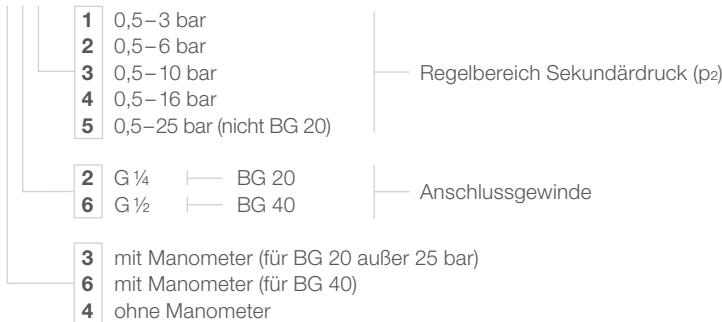 1 0,5–3 bar
2 0,5–6 bar
3 0,5–10 bar
4 0,5–16 bar
5 0,5–25 bar (nicht BG 20)
Regelbereich Sekundärdruck (p₂)
2 G ¼ BG 20
6 G ½ BG 40
Anschlussgewinde
3 mit Manometer (für BG 20 außer 25 bar)
6 mit Manometer (für BG 40)
4 ohne Manometer